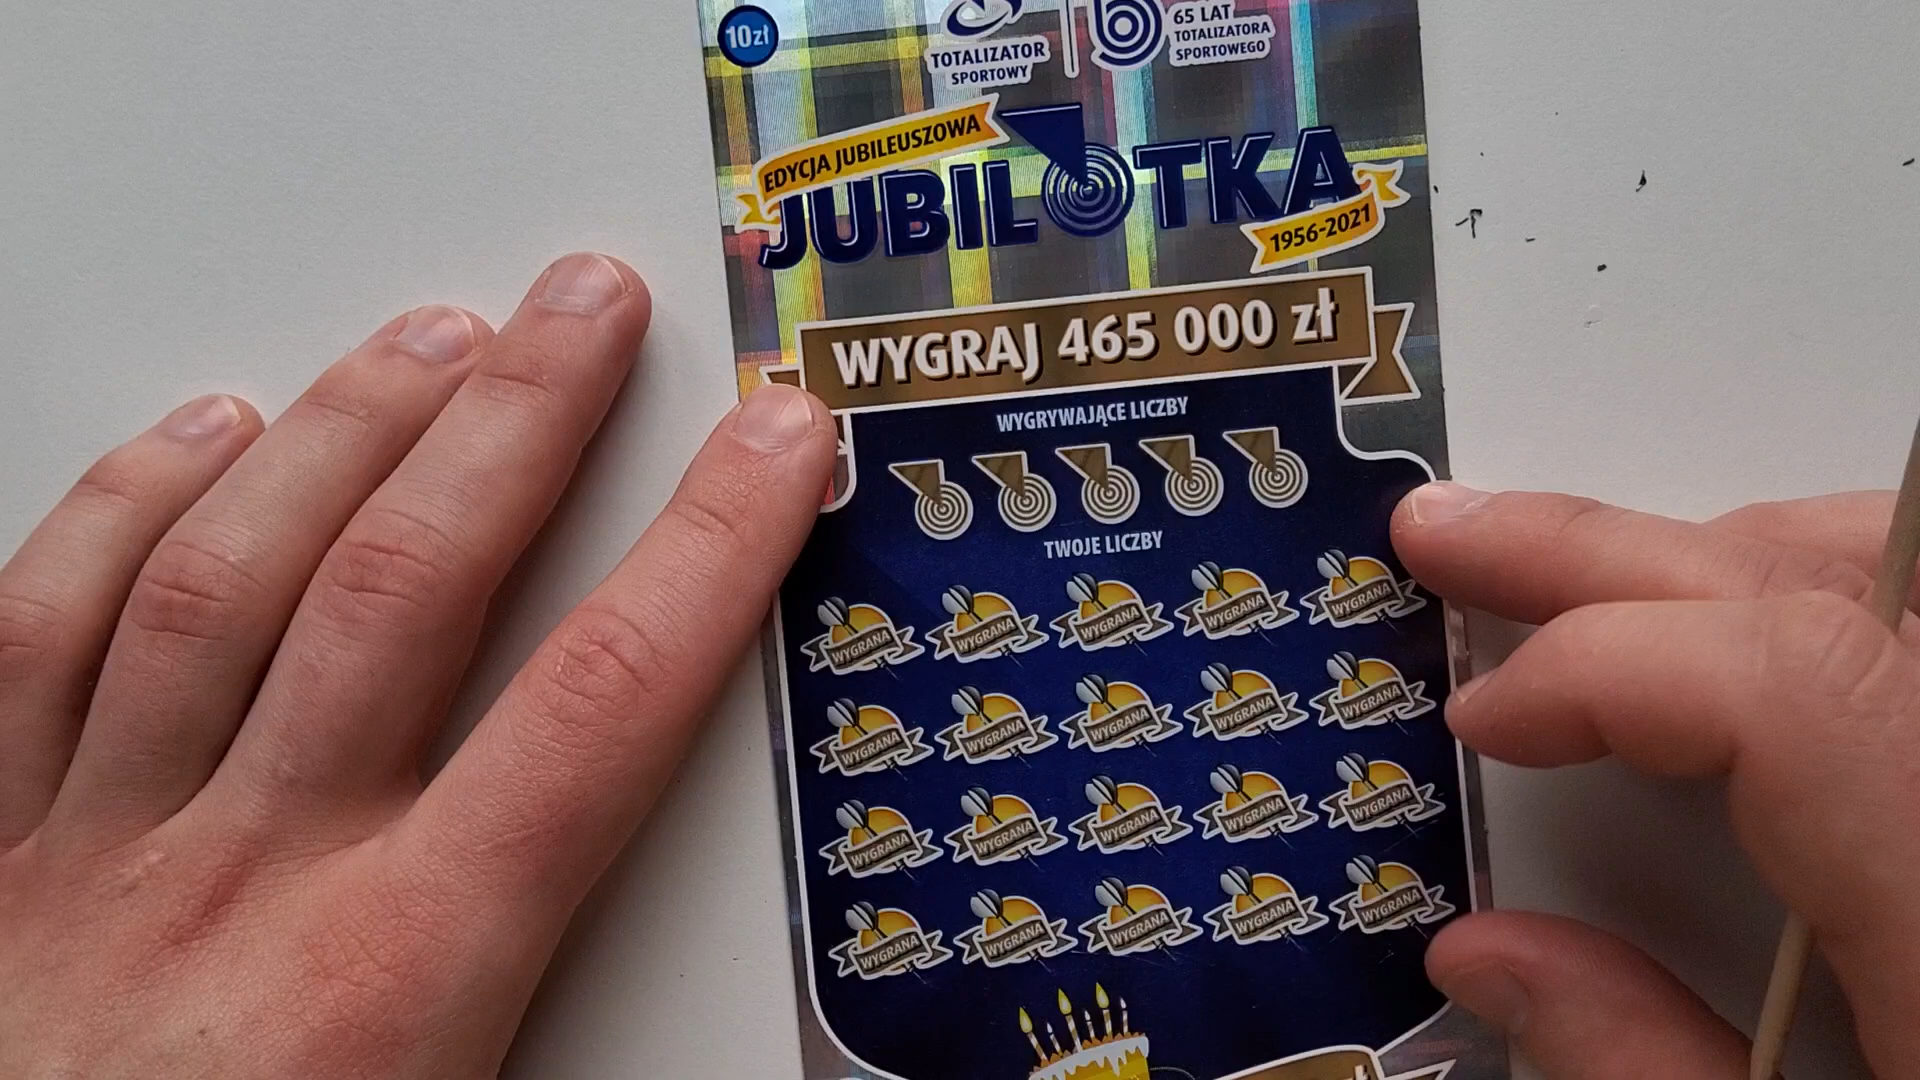 10zł
TOTALIZATOR
SPORTOWY
65 LAT
TOTALIZATORA
SPORTOWEGO
EDYCJA JUBILEUSZOWA
JUBILOTKA
1956-2021
WYGRAJ 465 000 zł
WYGRYWAJĄCE LICZBY
TWOJE LICZBY
WYGRANA WYGRANA WYGRANA WYGRANA WYGRANA
WYGRANA WYGRANA WYGRANA WYGRANA WYGRANA
WYGRANA WYGRANA WYGRANA WYGRANA WYGRANA
WYGRANA WYGRANA WYGRANA WYGRANA WYGRANA